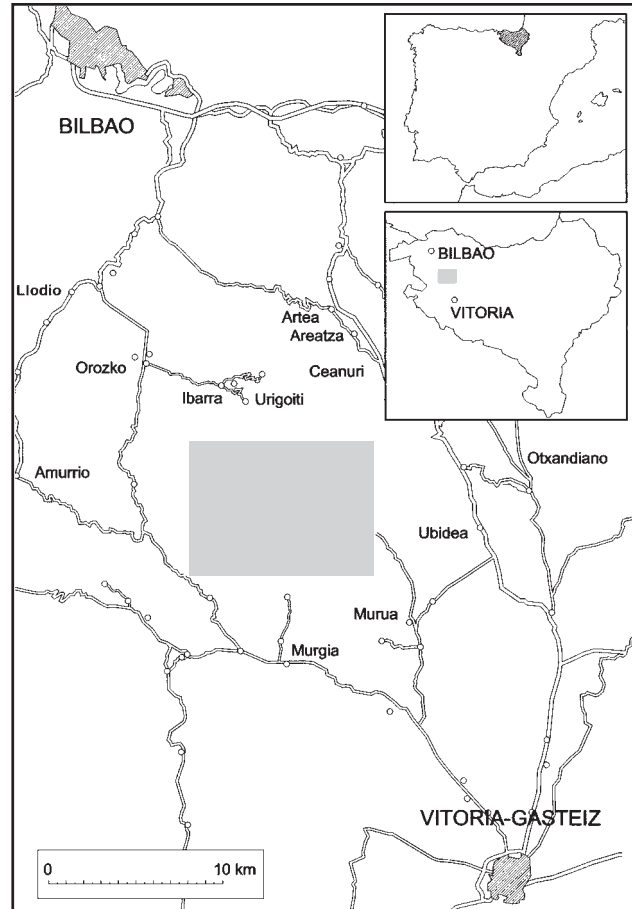 BILBAO
BILBAO
VITORIA
Llodio
Artea
Areatza
Ceanuri
Orozko
Ibarra
Urigoiti
Amurrio
Otxandiano
Ubidea
Murua
Murgia
VITORIA-GASTEIZ
0 10 km